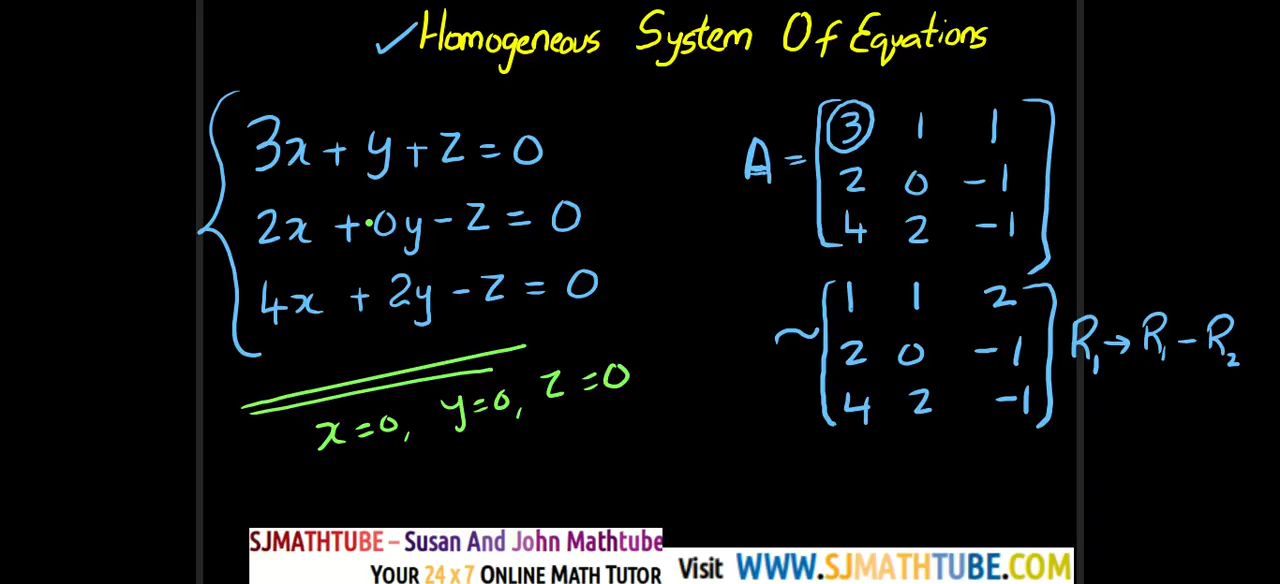 ✓Homogeneous System Of Equations
3x + y + z = 0
2x + 0y - z = 0
4x + 2y - z = 0
x = 0, y = 0, z = 0
A = [3 1 1
2 0 -1
4 2 -1]
~ [1 1 2
2 0 -1
4 2 -1] R₁ → R₁ - R₂
SJMATHTUBE – Susan And John Mathtube
YOUR 24 x 7 ONLINE MATH TUTOR
Visit WWW.SJMATHTUBE.COM